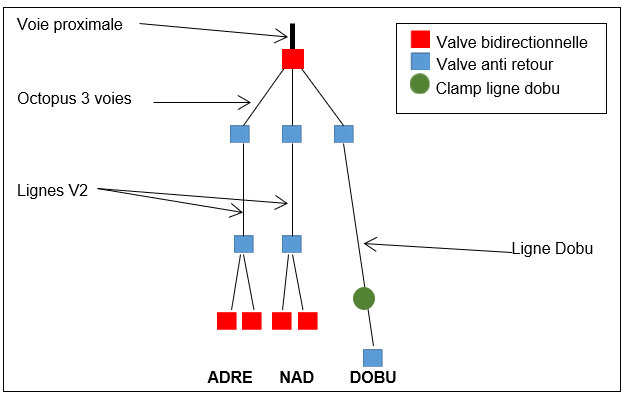 Voie proximale
Valve bidirectionnelle
Valve anti retour
Clamp ligne dobu
Octopus 3 voies
Lignes V2
Ligne Dobu
ADRE NAD DOBU